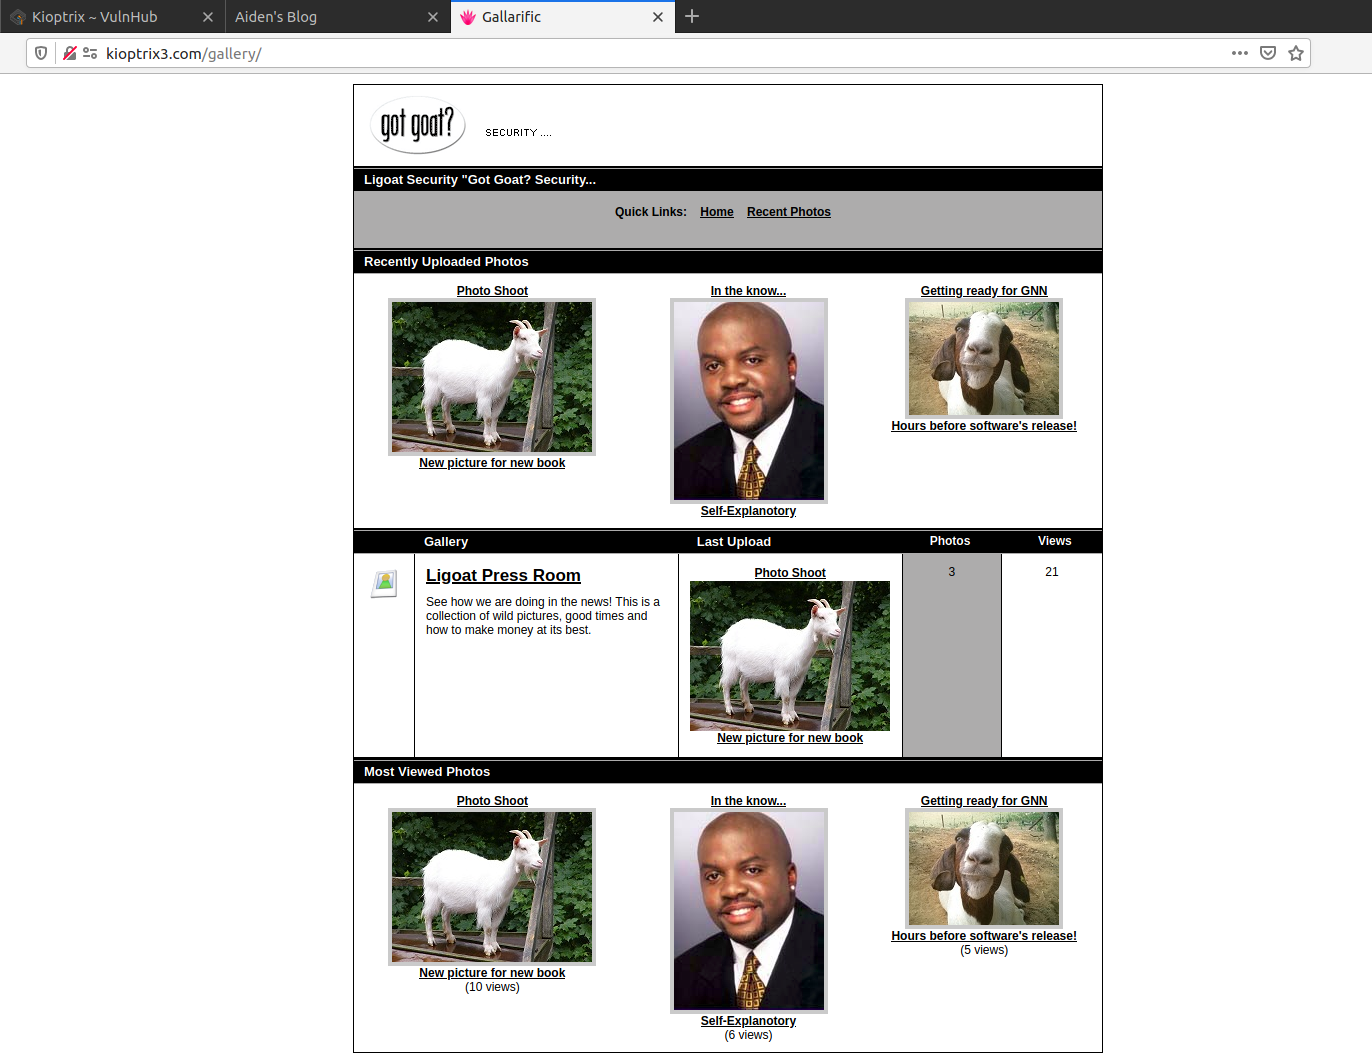 Kioptrix ~ VulnHub
Aiden's Blog
Gallarific
kioptrix3.com/gallery/
got goat?
SECURITY ....
Ligoat Security "Got Goat? Security...
Quick Links: Home Recent Photos
Recently Uploaded Photos
Photo Shoot
New picture for new book
In the know...
Self-Explanotory
Getting ready for GNN
Hours before software's release!
Gallery Last Upload Photos Views
Ligoat Press Room
See how we are doing in the news! This is a
collection of wild pictures, good times and
how to make money at its best.
Photo Shoot
New picture for new book
3
21
Most Viewed Photos
Photo Shoot
New picture for new book
(10 views)
In the know...
Self-Explanotory
(6 views)
Getting ready for GNN
Hours before software's release!
(5 views)